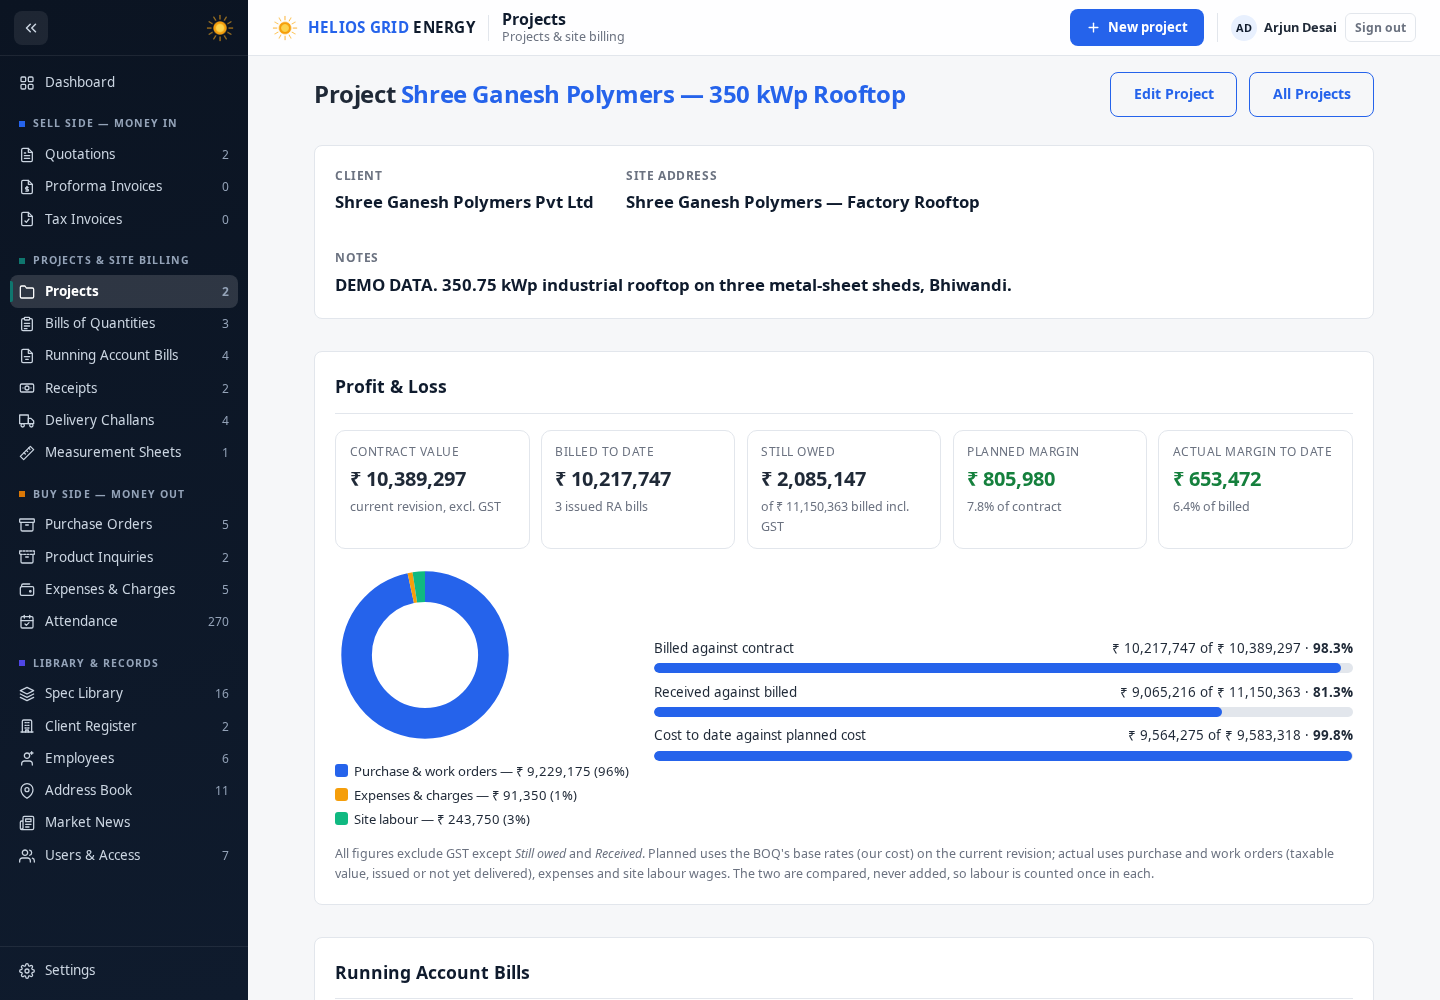 HELIOS GRID ENERGY
Projects
Projects & site billing
New project
AD
Arjun Desai
Sign out
Dashboard
SELL SIDE — MONEY IN
Quotations 2
Proforma Invoices 0
Tax Invoices 0
PROJECTS & SITE BILLING
Projects 2
Bills of Quantities 3
Running Account Bills 4
Receipts 2
Delivery Challans 4
Measurement Sheets 1
BUY SIDE — MONEY OUT
Purchase Orders 5
Product Inquiries 2
Expenses & Charges 5
Attendance 270
LIBRARY & RECORDS
Spec Library 16
Client Register 2
Employees 6
Address Book 11
Market News
Users & Access 7
Settings
Project Shree Ganesh Polymers — 350 kWp Rooftop
Edit Project
All Projects
CLIENT
Shree Ganesh Polymers Pvt Ltd
SITE ADDRESS
Shree Ganesh Polymers — Factory Rooftop
NOTES
DEMO DATA. 350.75 kWp industrial rooftop on three metal-sheet sheds, Bhiwandi.
Profit & Loss
CONTRACT VALUE
₹ 10,389,297
current revision, excl. GST
BILLED TO DATE
₹ 10,217,747
3 issued RA bills
STILL OWED
₹ 2,085,147
of ₹ 11,150,363 billed incl.
GST
PLANNED MARGIN
₹ 805,980
7.8% of contract
ACTUAL MARGIN TO DATE
₹ 653,472
6.4% of billed
Purchase & work orders — ₹ 9,229,175 (96%)
Expenses & charges — ₹ 91,350 (1%)
Site labour — ₹ 243,750 (3%)
Billed against contract ₹ 10,217,747 of ₹ 10,389,297 · 98.3%
Received against billed ₹ 9,065,216 of ₹ 11,150,363 · 81.3%
Cost to date against planned cost ₹ 9,564,275 of ₹ 9,583,318 · 99.8%
All figures exclude GST except Still owed and Received. Planned uses the BOQ's base rates (our cost) on the current revision; actual uses purchase and work orders (taxable
value, issued or not yet delivered), expenses and site labour wages. The two are compared, never added, so labour is counted once in each.
Running Account Bills